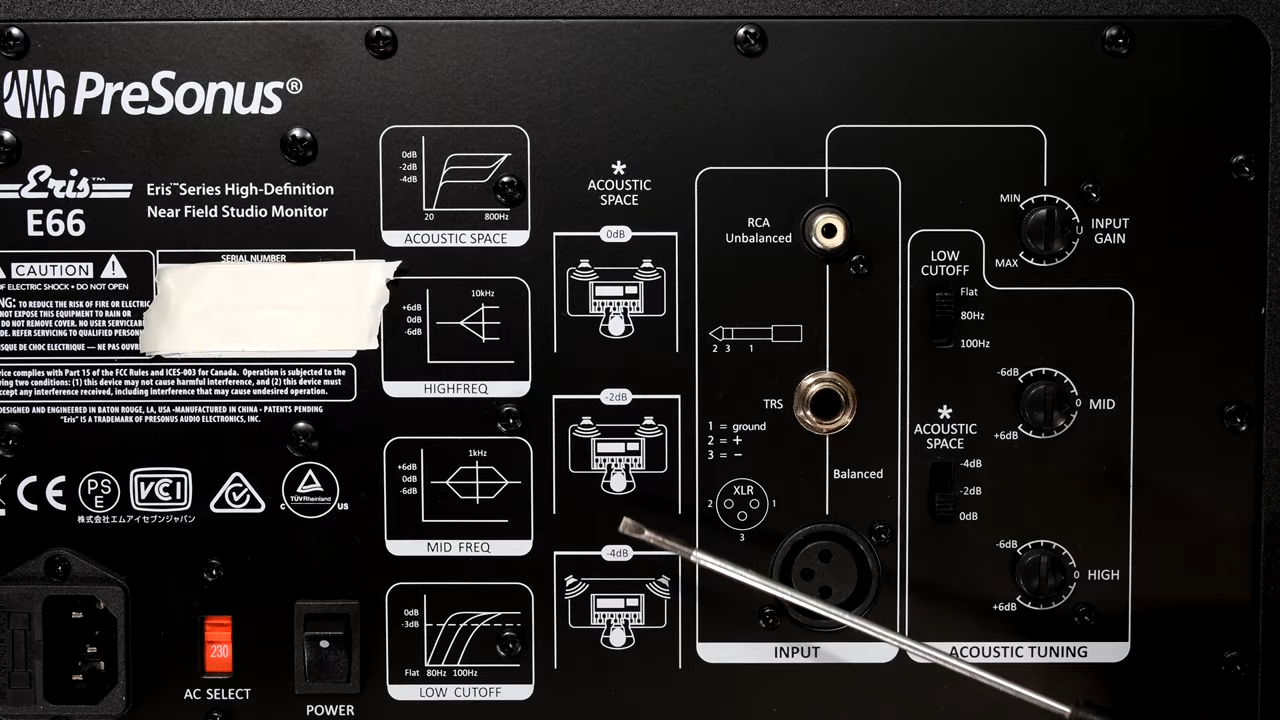 PreSonus®
Eris™
E66
Eris™Series High-Definition
Near Field Studio Monitor
CAUTION
OF ELECTRIC SHOCK • DO NOT OPEN
TO REDUCE THE RISK OF FIRE OR ELECTRIC
NOT EXPOSE THIS EQUIPMENT TO RAIN OR
DO NOT REMOVE COVER. NO USER SERVICEABLE
REFER SERVICING TO QUALIFIED PERSON
RISQUE DE CHOC ELECTRIQUE — NE PAS OUVR
SERIAL NUMBER
vice complies with Part 15 of the FCC Rules and ICES-003 for Canada. Operation is subjected to the
wing two conditions: (1) this device may not cause harmful interference, and (2) this device must
accept any interference received, including interference that may cause undesired operation.
DESIGNED AND ENGINEERED IN BATON ROUGE, LA, USA •MANUFACTURED IN CHINA • PATENTS PENDING
"Eris" IS A TRADEMARK OF PRESONUS AUDIO ELECTRONICS, INC.
CE
PS
E
VCI
TÜVRheinland
C US
株式会社エムアイセブンジャパン
230
AC SELECT
POWER
0dB
-2dB
-4dB
20 800Hz
ACOUSTIC SPACE
10kHz
+6dB
0dB
-6dB
HIGHFREQ
1kHz
+6dB
0dB
-6dB
MID FREQ
0dB
-3dB
Flat 80Hz 100Hz
LOW CUTOFF
*
ACOUSTIC
SPACE
0dB
-2dB
-4dB
RCA
Unbalanced
2 3 1
TRS
1 = ground
2 = +
3 = −
Balanced
XLR
2 1
3
INPUT
MIN
U
MAX
INPUT
GAIN
LOW
CUTOFF
Flat
80Hz
100Hz
-6dB
0
+6dB
MID
*
ACOUSTIC
SPACE
-4dB
-2dB
0dB
-6dB
0
+6dB
HIGH
ACOUSTIC TUNING